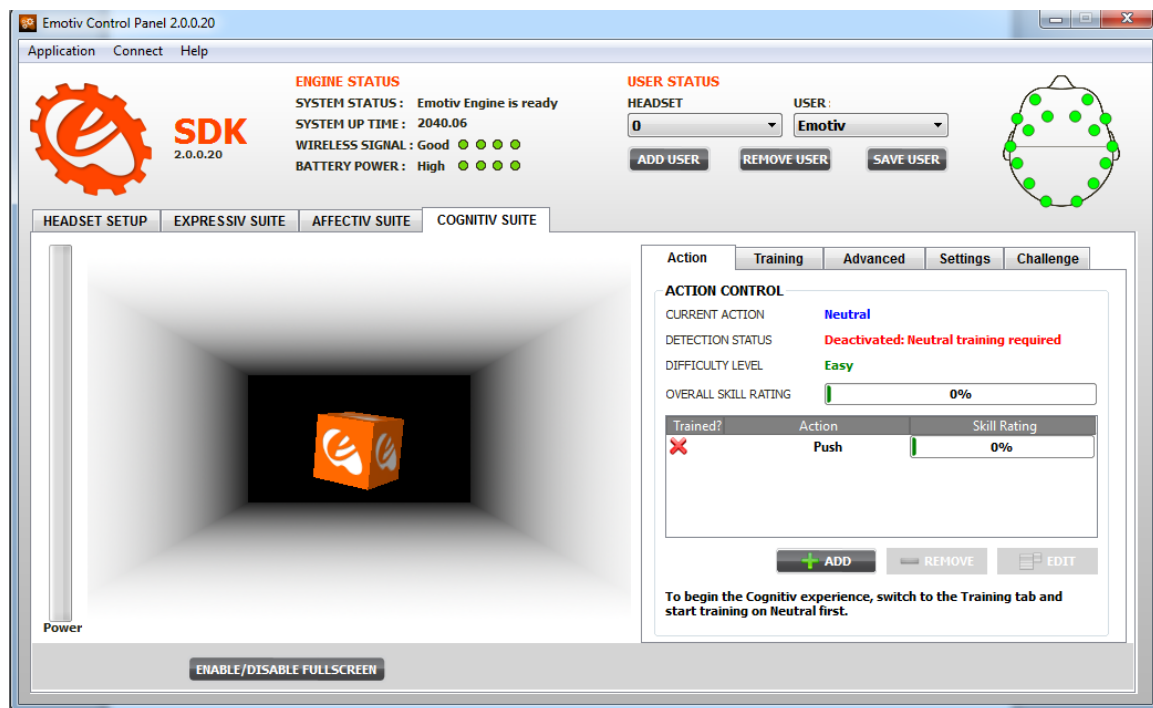 Emotiv Control Panel 2.0.0.20
Application Connect Help
SDK
2.0.0.20
ENGINE STATUS
SYSTEM STATUS : Emotiv Engine is ready
SYSTEM UP TIME : 2040.06
WIRELESS SIGNAL : Good
BATTERY POWER : High
USER STATUS
HEADSET USER :
0 Emotiv
ADD USER REMOVE USER SAVE USER
HEADSET SETUP EXPRESSIV SUITE AFFECTIV SUITE COGNITIV SUITE
Power
ENABLE/DISABLE FULLSCREEN
Action Training Advanced Settings Challenge
ACTION CONTROL
CURRENT ACTION Neutral
DETECTION STATUS Deactivated: Neutral training required
DIFFICULTY LEVEL Easy
OVERALL SKILL RATING 0%
Trained? Action Skill Rating
Push 0%
ADD REMOVE EDIT
To begin the Cognitiv experience, switch to the Training tab and
start training on Neutral first.